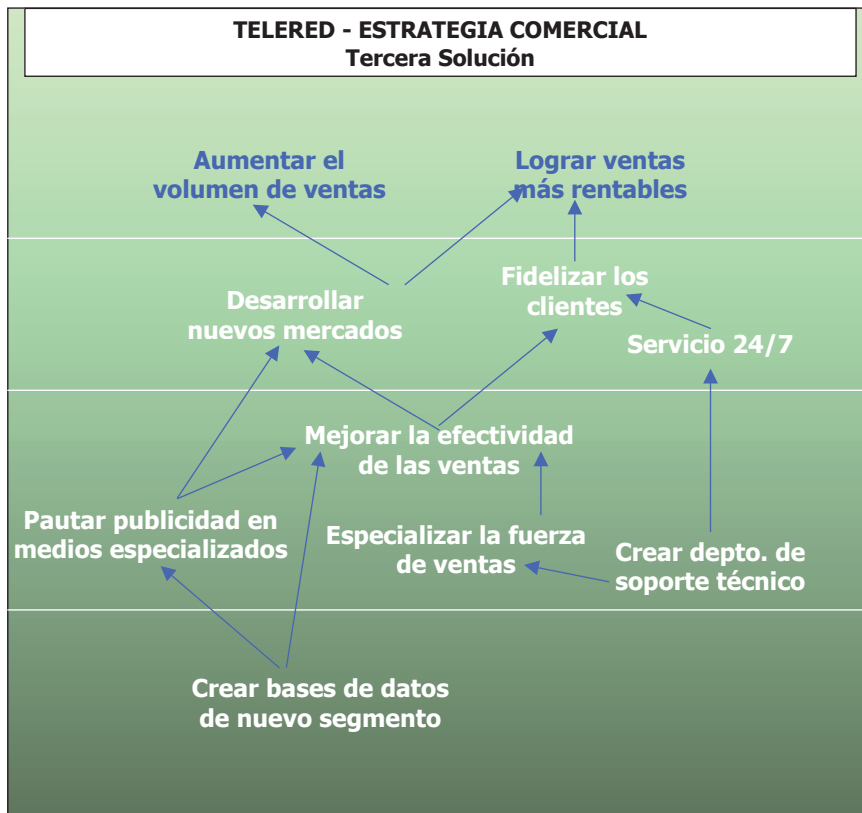 TELERED - ESTRATEGIA COMERCIAL
Tercera Solución
Aumentar el
volumen de ventas
Lograr ventas
más rentables
Desarrollar
nuevos mercados
Fidelizar los
clientes
Servicio 24/7
Mejorar la efectividad
de las ventas
Pautar publicidad en
medios especializados
Especializar la fuerza
de ventas
Crear depto. de
soporte técnico
Crear bases de datos
de nuevo segmento